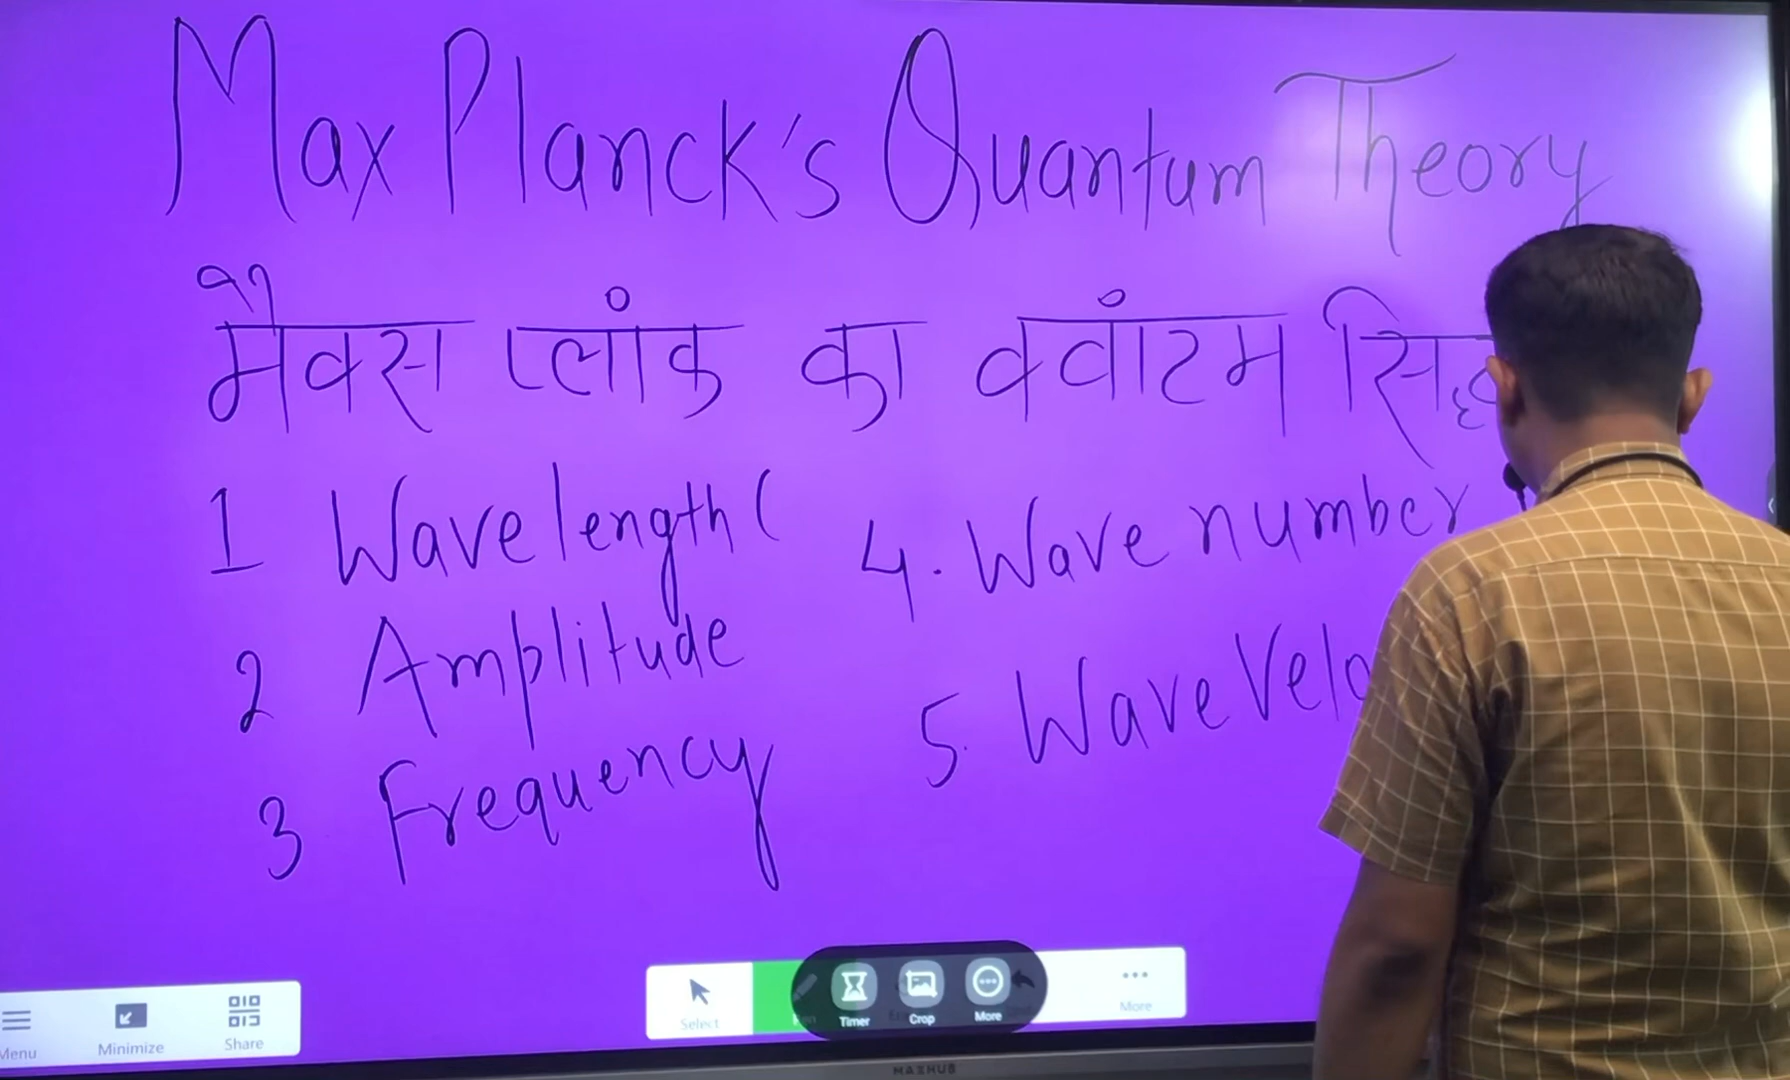 Max Planck's Quantum Theory
मैक्स प्लांक का क्वांटम
1 Wavelength (
4. Wave number
2 Amplitude
5. Wave
3 Frequency
Menu
Minimize
Share
Select
Timer
Crop
More
More
MAXHUB